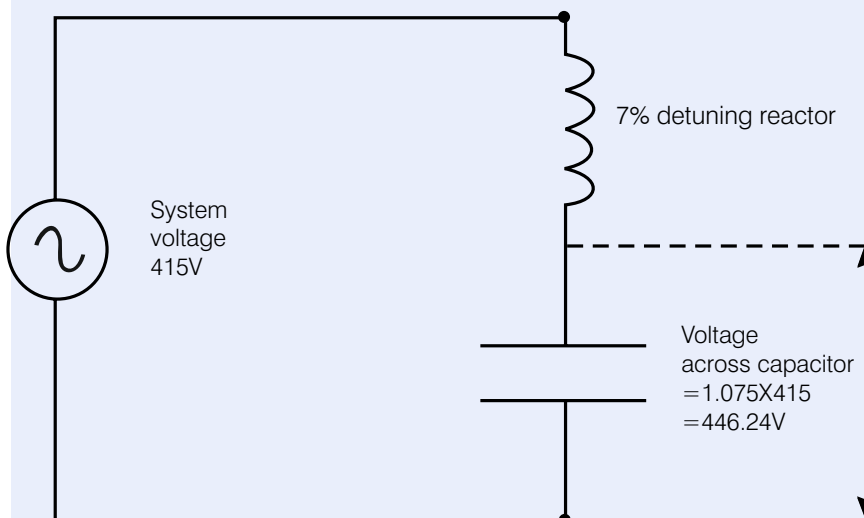 7% detuning reactor
System
voltage
415V
Voltage
across capacitor
=1.075X415
=446.24V